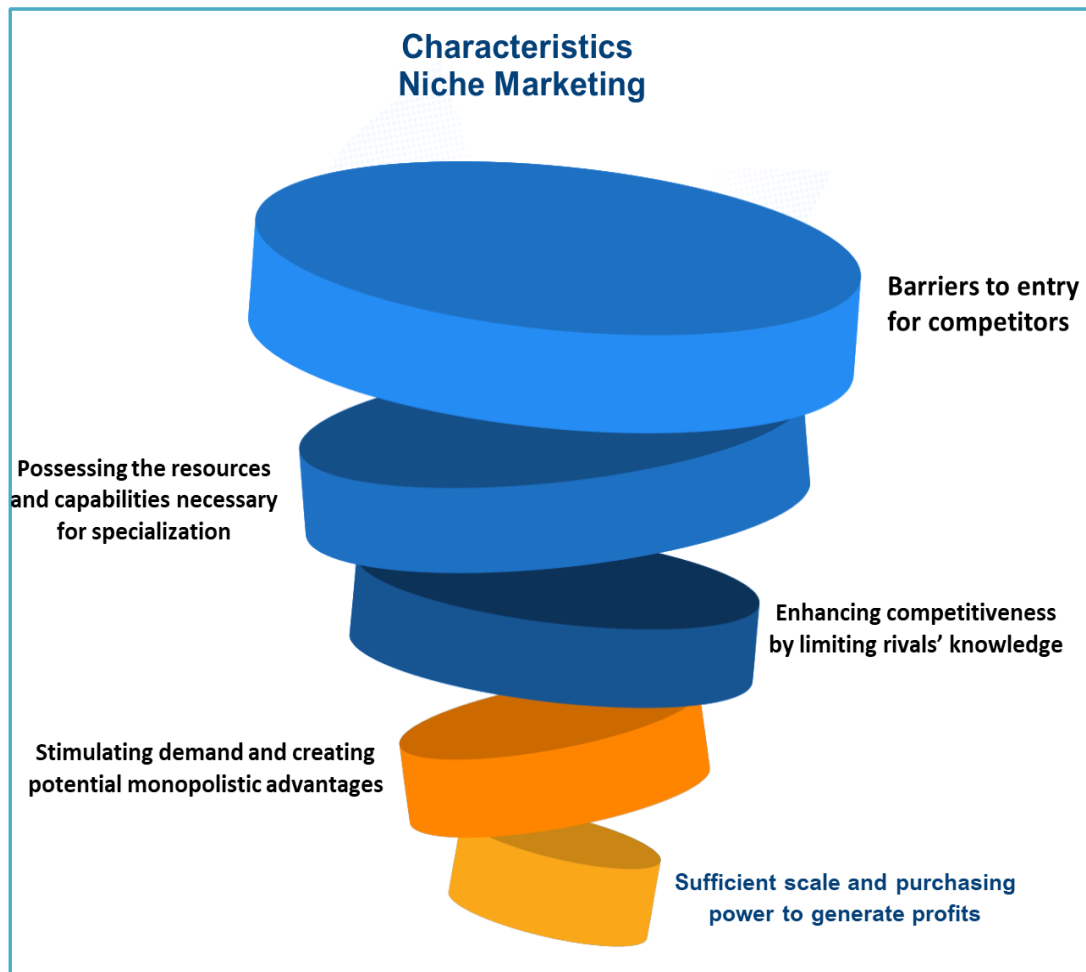 Characteristics
Niche Marketing
Barriers to entry
for competitors
Possessing the resources
and capabilities necessary
for specialization
Enhancing competitiveness
by limiting rivals’ knowledge
Stimulating demand and creating
potential monopolistic advantages
Sufficient scale and purchasing
power to generate profits